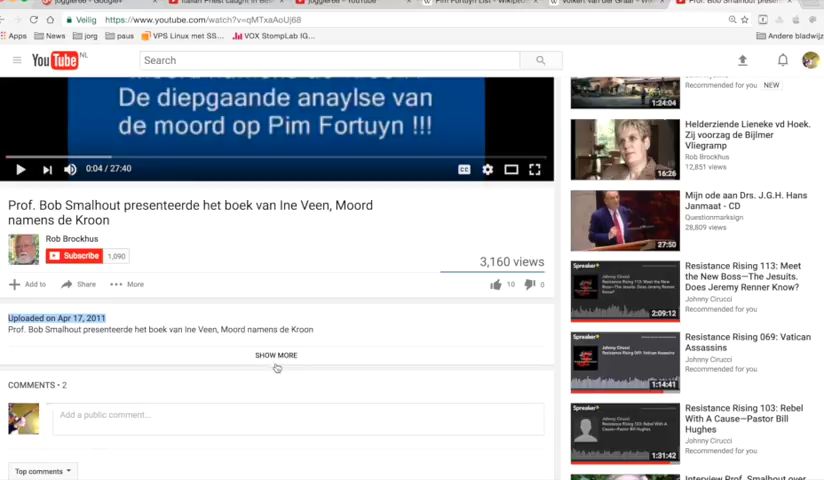 juggleree - Google+
Italian Priest caught in B
juggleree - YouTube
Pim Fortuyn List - Wikiped
Volkert van der Graaf - Wiki
Prof. Bob Smalhout presen
Veilig
https://www.youtube.com/watch?v=qMTxaAoUj68
Apps
News
jorg
paus
VPS Linux met SS...
VOX StompLab IG...
Andere bladwijz
YouTube NL
Search
De diepgaande anaylse van
de moord op Pim Fortuyn !!!
0:04 / 27:40
CC
Prof. Bob Smalhout presenteerde het boek van Ine Veen, Moord
namens de Kroon
Rob Brockhus
Subscribe 1,090
3,160 views
Add to
Share
More
10
0
Uploaded on Apr 17, 2011
Prof. Bob Smalhout presenteerde het boek van Ine Veen, Moord namens de Kroon
SHOW MORE
COMMENTS • 2
Add a public comment...
Top comments
Recommended for you NEW
1:24:04
Helderziende Lieneke vd Hoek.
Zij voorzag de Bijlmer
Vliegramp
Rob Brockhus
12,851 views
16:26
Mijn ode aan Drs. J.G.H. Hans
Janmaat - CD
Questionmarksign
28,809 views
27:50
Spreaker
Resistance Rising 113: Meet
the New Boss—The Jesuits.
Does Jeremy Renner Know?
Johnny Cirucci
Recommended for you
2:09:12
Spreaker
Resistance Rising 069: Vatican
Assassins
Johnny Cirucci
Recommended for you
1:14:41
Spreaker
Resistance Rising 103: Rebel
With A Cause—Pastor Bill
Hughes
Johnny Cirucci
Recommended for you
1:31:42
Interview Prof. Smalhout over